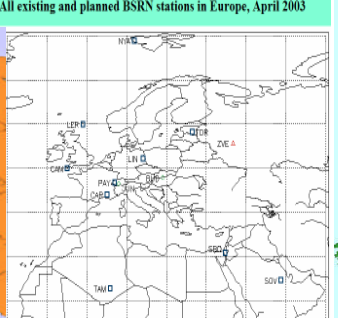 All existing and planned BSRN stations in Europe, April 2003
NYA
LER
TOR
ZVE
CAM
LIN
PAY
CAR
SBO
SOV
TAM